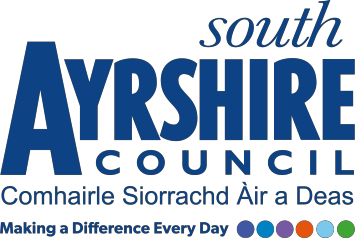 south
AYRSHIRE
COUNCIL
Comhairle Siorrachd Àir a Deas
Making a Difference Every Day